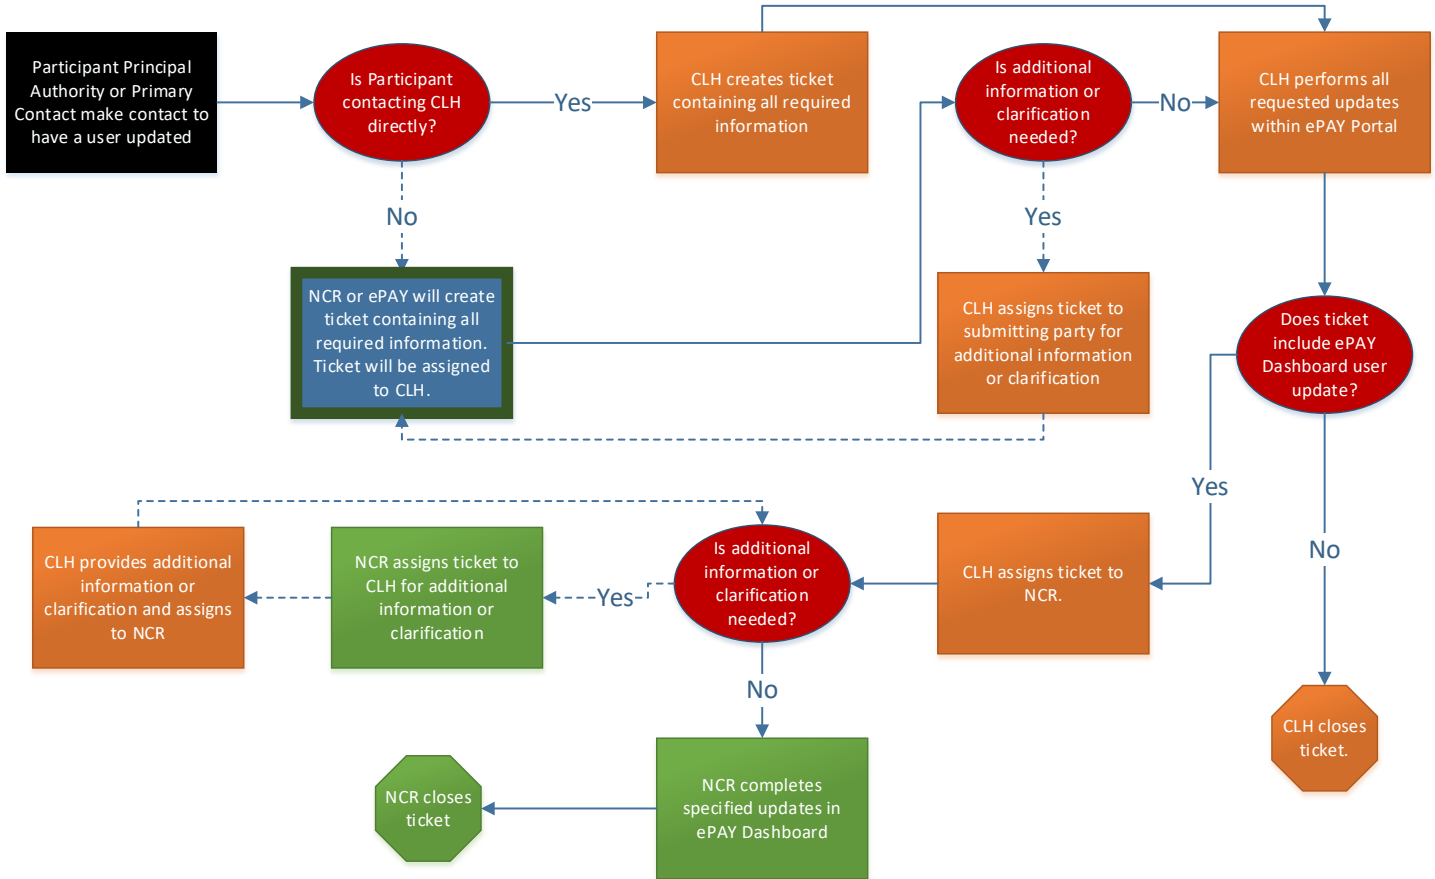 Participant Principal
Authority or Primary
Contact make contact to
have a user updated
Is Participant
contacting CLH
directly?
Yes
CLH creates ticket
containing all required
information
Is additional
information or
clarification
needed?
No
CLH performs all
requested updates
within ePAY Portal
No
Yes
NCR or ePAY will create
ticket containing all
required information.
Ticket will be assigned
to CLH.
CLH assigns ticket to
submitting party for
additional information
or clarification
Does ticket
include ePAY
Dashboard user
update?
Yes
No
CLH provides additional
information or
clarification and assigns
to NCR
NCR assigns ticket to
CLH for additional
information or
clarification
Yes
Is additional
information or
clarification
needed?
CLH assigns ticket to
NCR.
No
CLH closes
ticket.
NCR closes
ticket
NCR completes
specified updates in
ePAY Dashboard